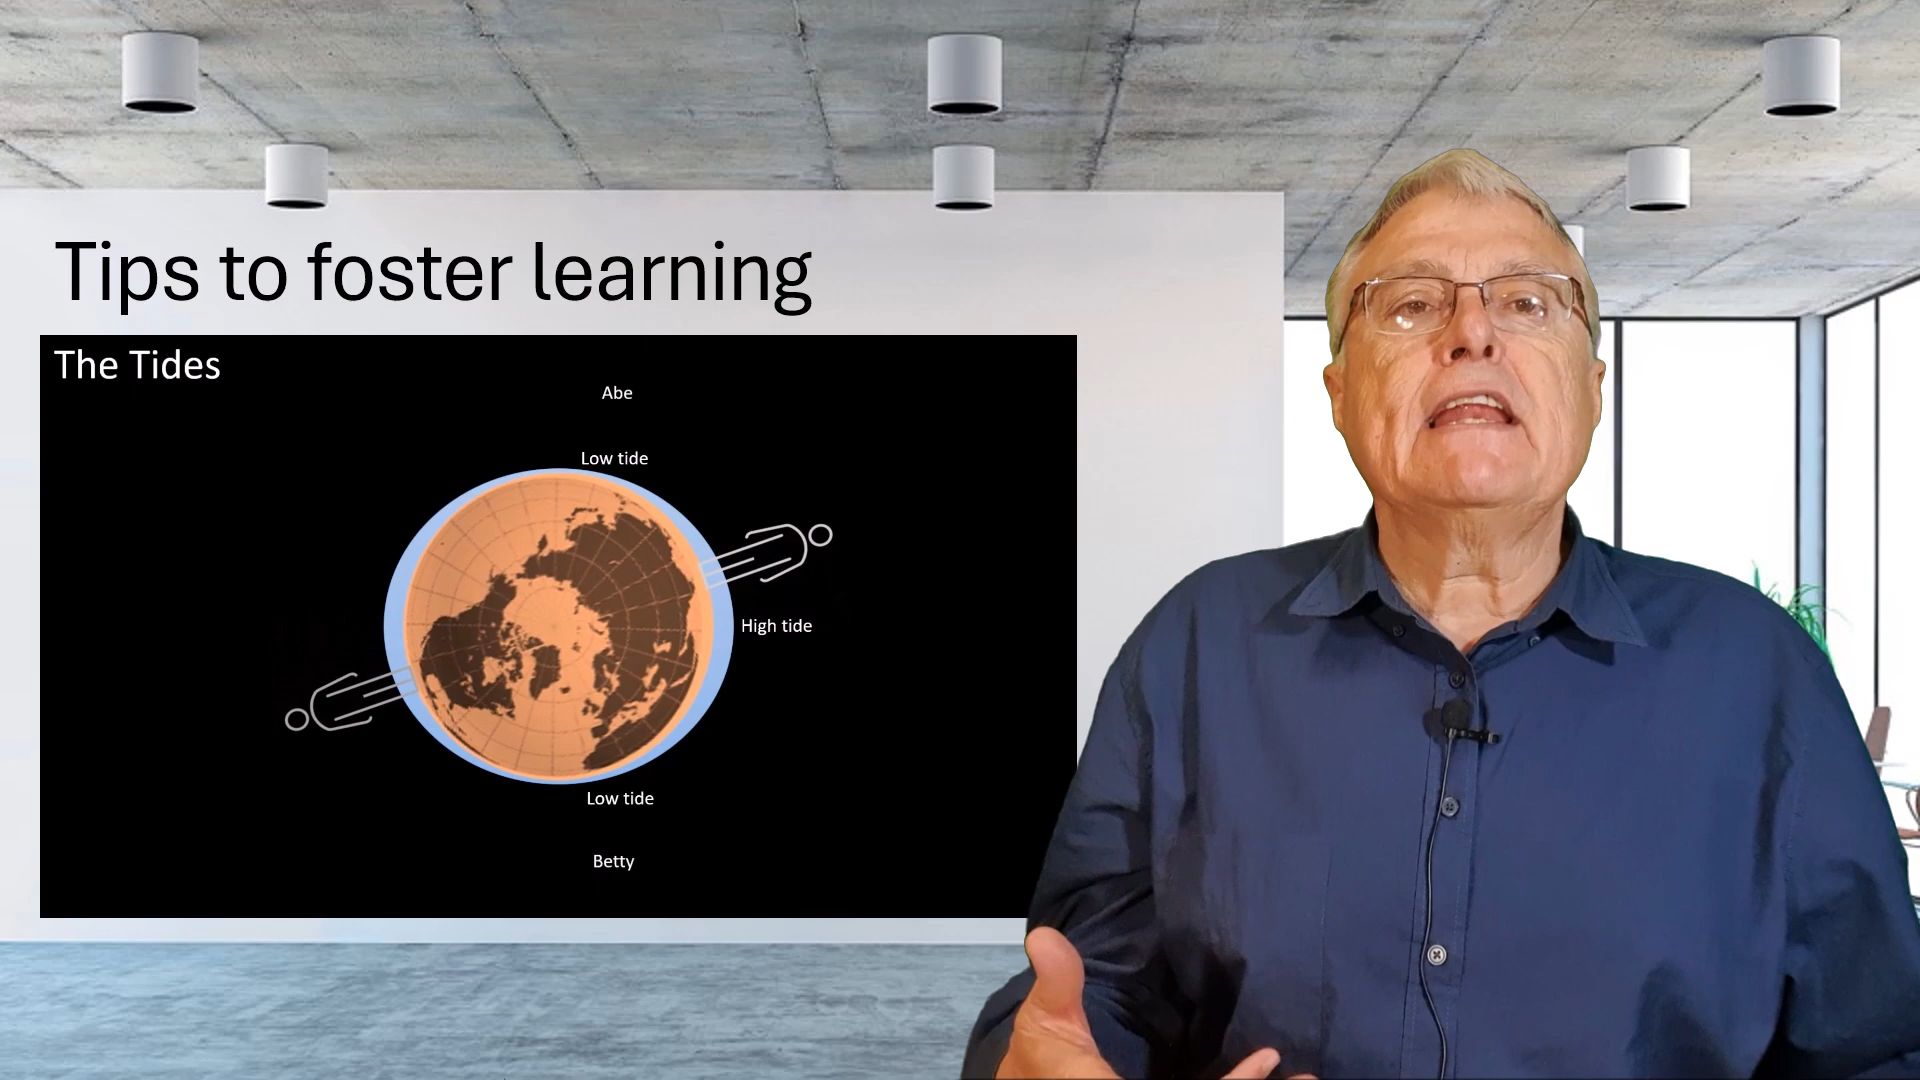 Tips to foster learning
The Tides
Abe
Low tide
High tide
Low tide
Betty